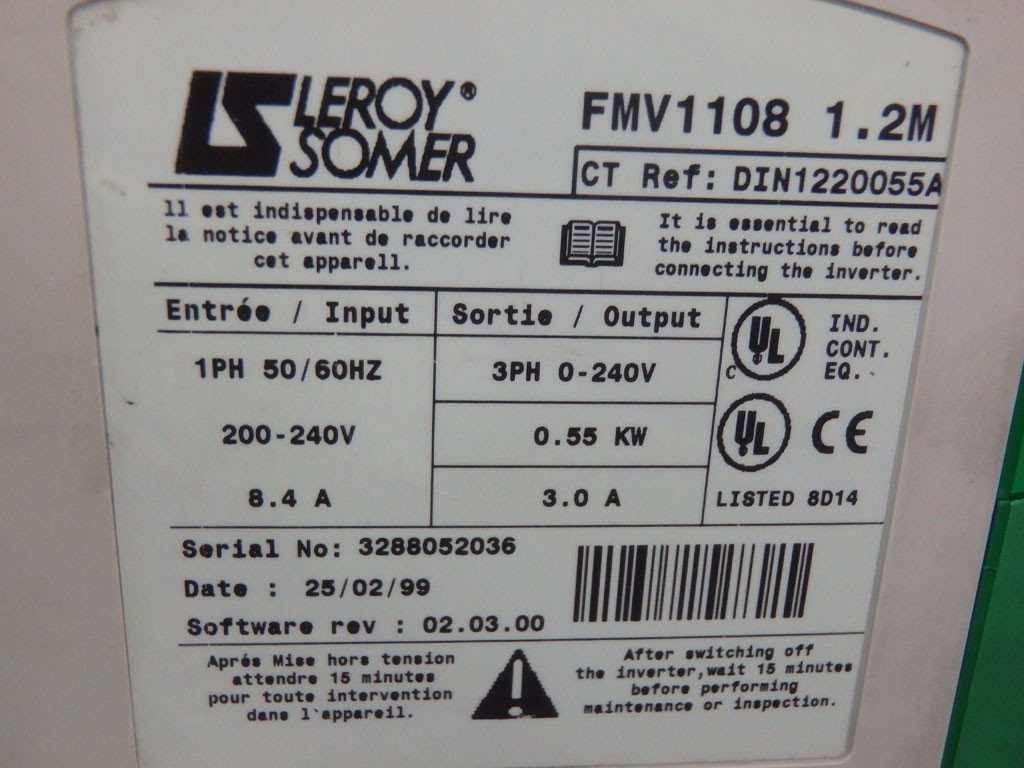 LEROY®
SOMER
FMV1108 1.2M
CT Ref: DIN1220055A
Il est indispensable de lire
la notice avant de raccorder
cet apparell.
It is essential to read
the instructions before
connecting the inverter.
Entrée / Input
1PH 50/60HZ
200-240V
8.4 A
Sortie / Output
3PH 0-240V
0.55 KW
3.0 A
C UL
IND.
CONT.
EQ.
UL CE
LISTED 8D14
Serial No: 3288052036
Date : 25/02/99
Software rev : 02.03.00
Aprés Mise hors tension
attendre 15 minutes
pour toute intervention
dans l`appareil.
After switching off
the inverter,wait 15 minutes
before performing
maintenance or inspection.